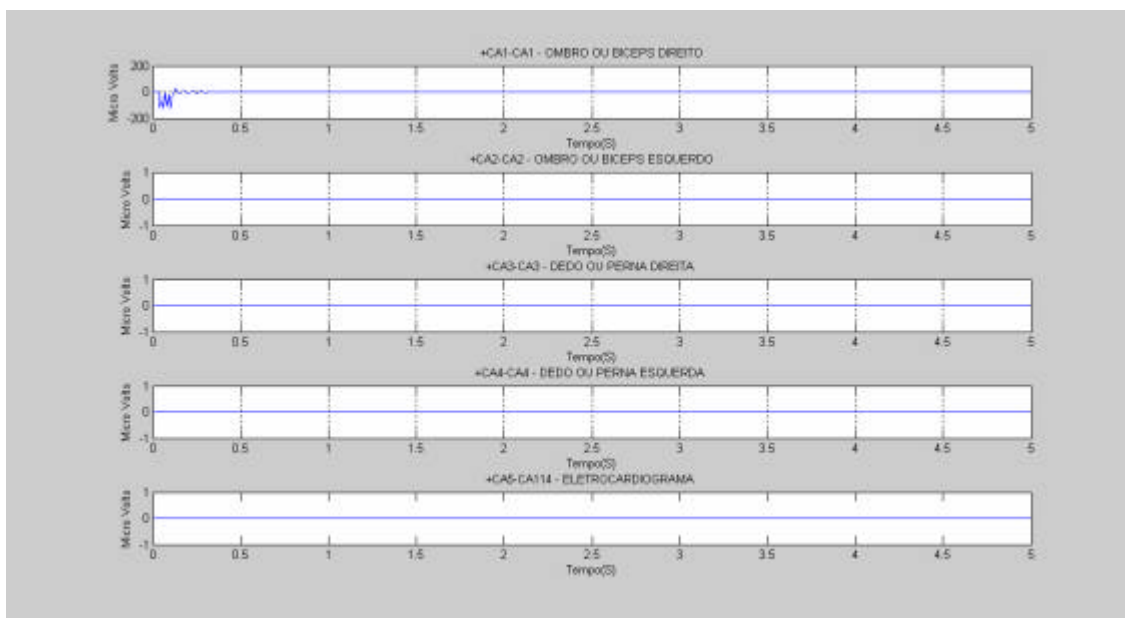 +CA1-CA1 - OMBRO OU BICEPS DIREITO
Micro Volts
200
0
-200
0 0.5 1 1.5 2 2.5 3 3.5 4 4.5 5
Tempo(S)
+CA2-CA2 - OMBRO OU BICEPS ESQUERDO
Micro Volts
1
0
-1
0 0.5 1 1.5 2 2.5 3 3.5 4 4.5 5
Tempo(S)
+CA3-CA3 - DEDO OU PERNA DIREITA
Micro Volts
1
0
-1
0 0.5 1 1.5 2 2.5 3 3.5 4 4.5 5
Tempo(S)
+CA4-CA4 - DEDO OU PERNA ESQUERDA
Micro Volts
1
0
-1
0 0.5 1 1.5 2 2.5 3 3.5 4 4.5 5
Tempo(S)
+CA5-CA114 - ELETROCARDIOGRAMA
Micro Volts
1
0
-1
0 0.5 1 1.5 2 2.5 3 3.5 4 4.5 5
Tempo(S)